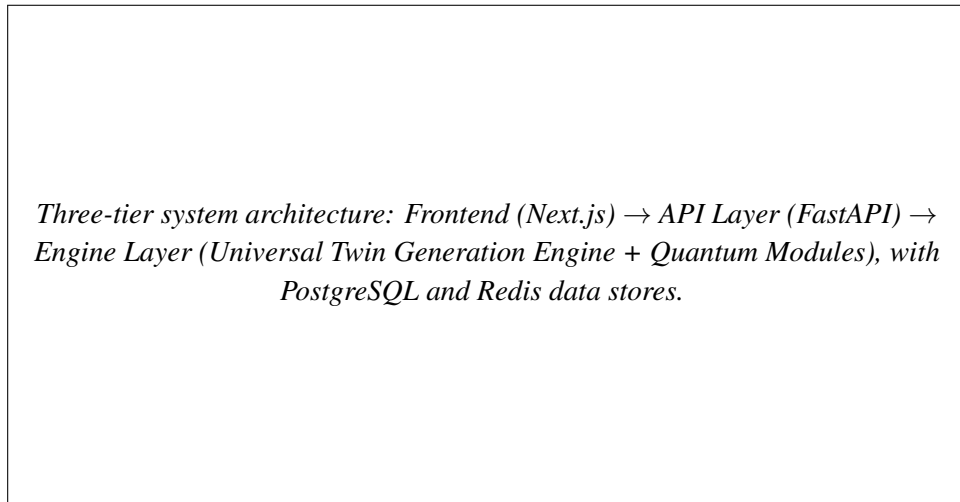 Three-tier system architecture: Frontend (Next.js) → API Layer (FastAPI) →
Engine Layer (Universal Twin Generation Engine + Quantum Modules), with
PostgreSQL and Redis data stores.